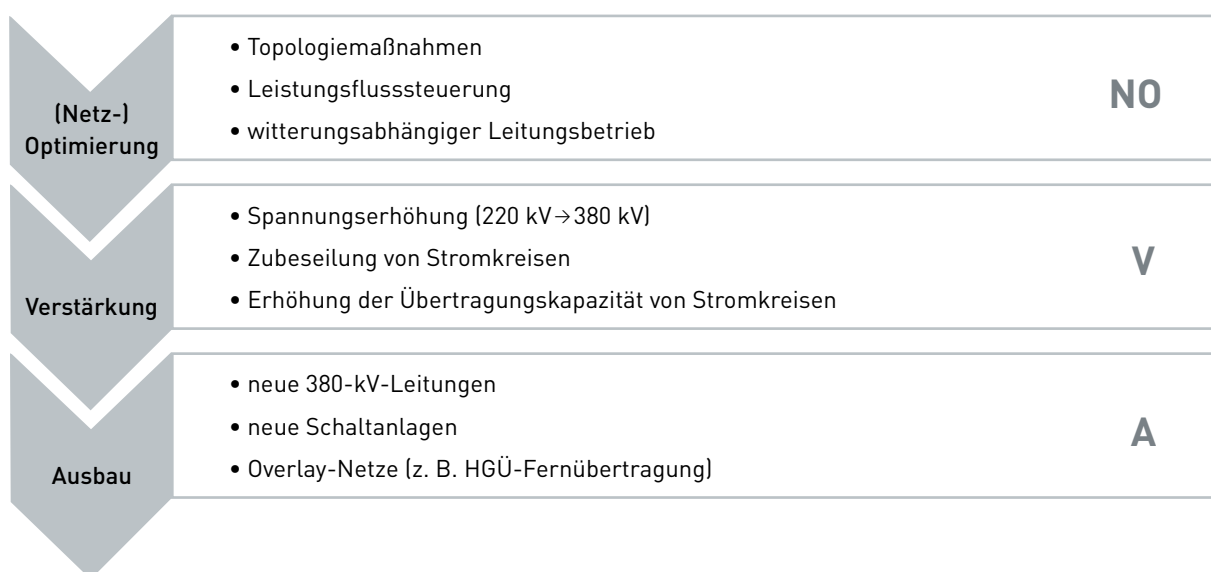 (Netz-)
Optimierung
• Topologiemaßnahmen
• Leistungsflusssteuerung
• witterungsabhängiger Leitungsbetrieb
NO
Verstärkung
• Spannungserhöhung (220 kV→380 kV)
• Zubeseilung von Stromkreisen
• Erhöhung der Übertragungskapazität von Stromkreisen
V
Ausbau
• neue 380-kV-Leitungen
• neue Schaltanlagen
• Overlay-Netze (z. B. HGÜ-Fernübertragung)
A